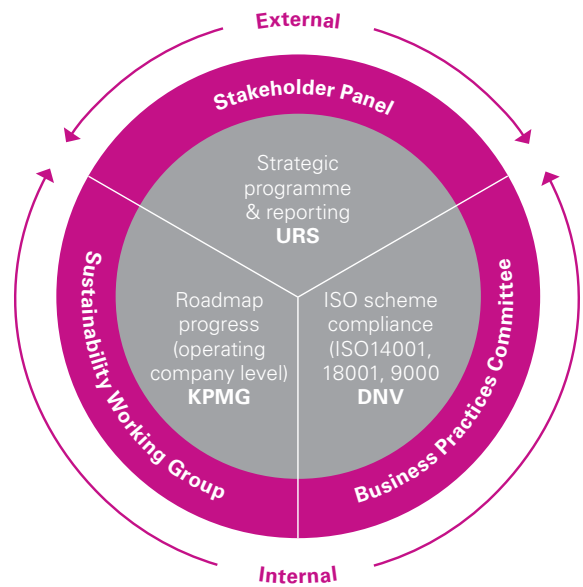 External
Stakeholder Panel
Strategic
programme
& reporting
URS
Sustainability Working Group
Roadmap
progress
(operating
company level)
KPMG
ISO scheme
compliance
(ISO14001,
18001, 9000
DNV
Business Practices Committee
Internal